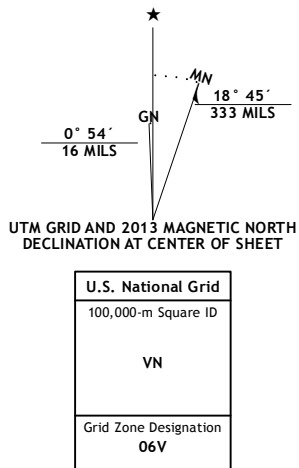 ★
MN
GN
18° 45´
333 MILS
0° 54´
16 MILS
UTM GRID AND 2013 MAGNETIC NORTH
DECLINATION AT CENTER OF SHEET
U.S. National Grid
100,000-m Square ID
VN
Grid Zone Designation
06V